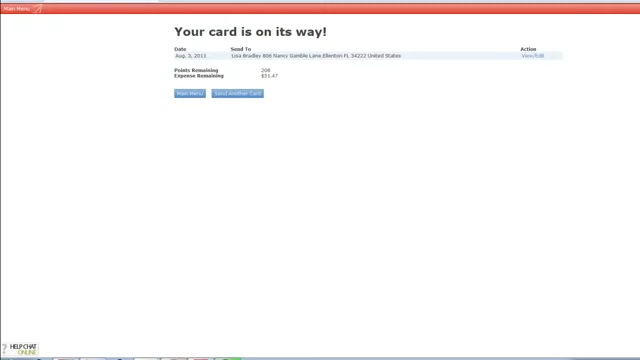 Main Menu
Your card is on its way!
Date Send To Action
Aug. 3, 2011 Lisa Bradley 806 Nancy Gamble Lane Ellenton FL 34222 United States View/Edit
Points Remaining 266
Expense Remaining $51.47
Main Menu Send Another Card
? HELP CHAT
ONLINE